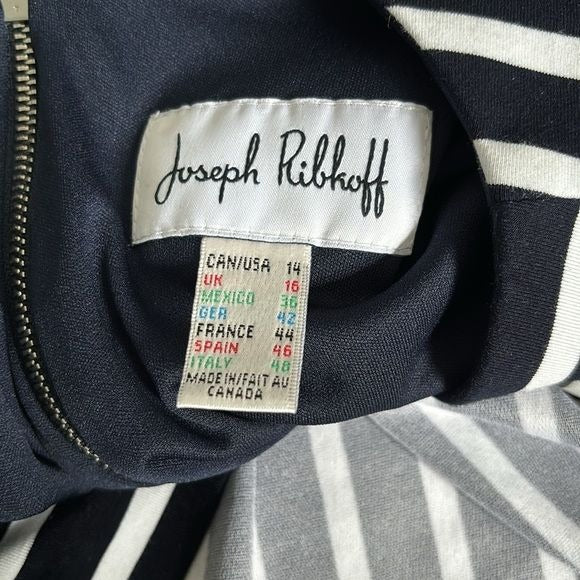 Joseph Ribkoff
CAN/USA 14
UK 16
MEXICO 36
GER 42
FRANCE 44
SPAIN 46
ITALY 48
MADE IN/FAIT AU
CANADA